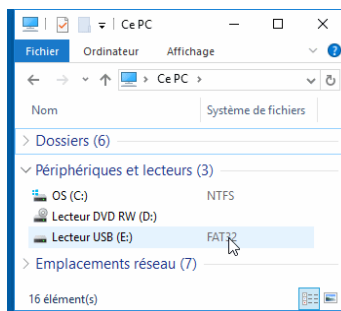 Ce PC
Fichier Ordinateur Affichage
Ce PC
Nom Système de fichiers
Dossiers (6)
Périphériques et lecteurs (3)
OS (C:) NTFS
Lecteur DVD RW (D:)
Lecteur USB (E:) FAT32
Emplacements réseau (7)
16 élément(s)